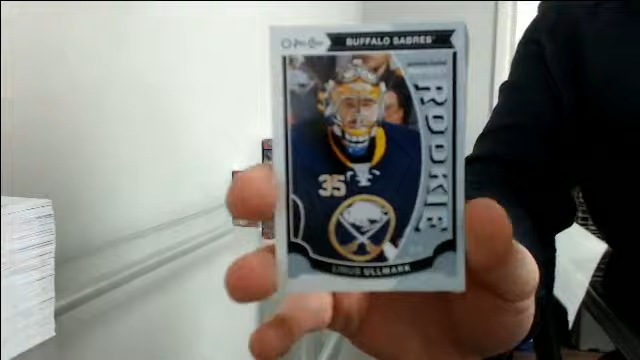 O-Pee-Chee
BUFFALO SABRES
ROOKIE
35
LINUS ULLMARK